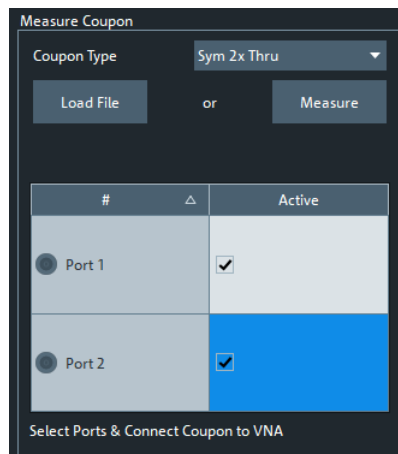 Measure Coupon
Coupon Type Sym 2x Thru
Load File or Measure
# Active
Port 1
Port 2
Select Ports & Connect Coupon to VNA